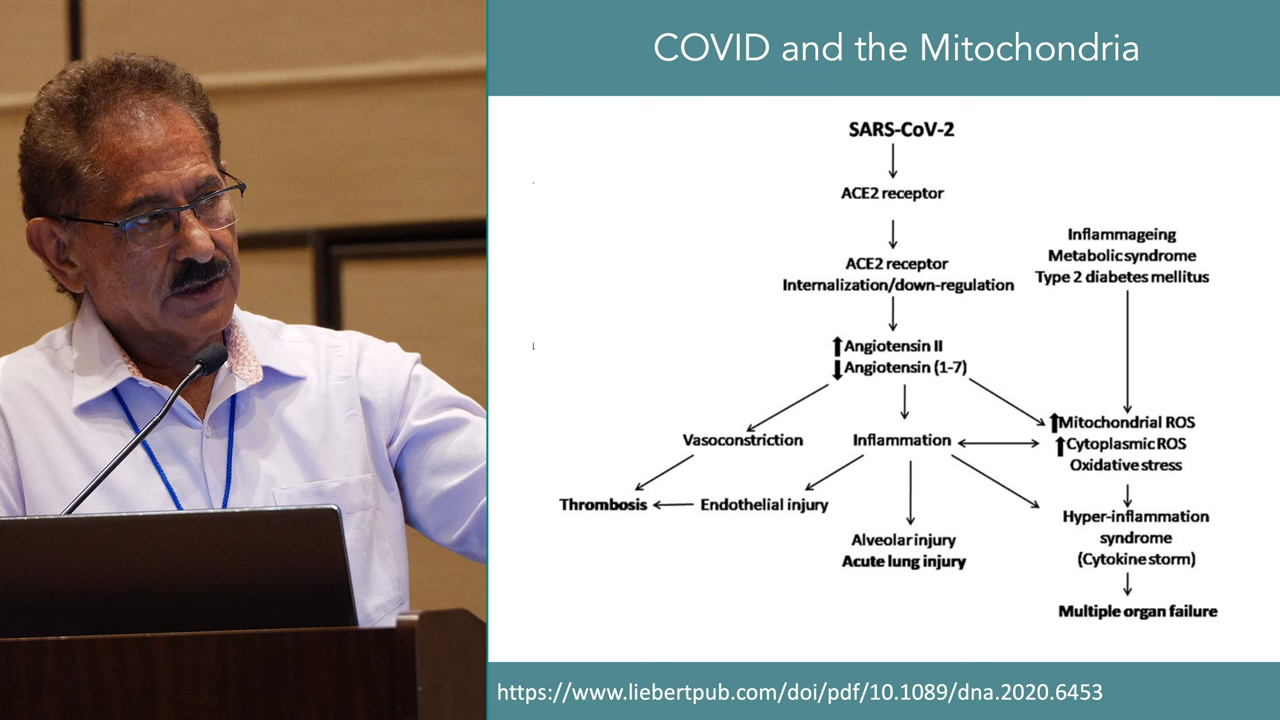 COVID and the Mitochondria
SARS-CoV-2
ACE2 receptor
ACE2 receptor
Internalization/down-regulation
Inflammageing
Metabolic syndrome
Type 2 diabetes mellitus
Angiotensin II
Angiotensin (1-7)
Vasoconstriction
Inflammation
Mitochondrial ROS
Cytoplasmic ROS
Oxidative stress
Thrombosis
Endothelial injury
Alveolar injury
Acute lung injury
Hyper-inflammation
syndrome
(Cytokine storm)
Multiple organ failure
https://www.liebertpub.com/doi/pdf/10.1089/dna.2020.6453